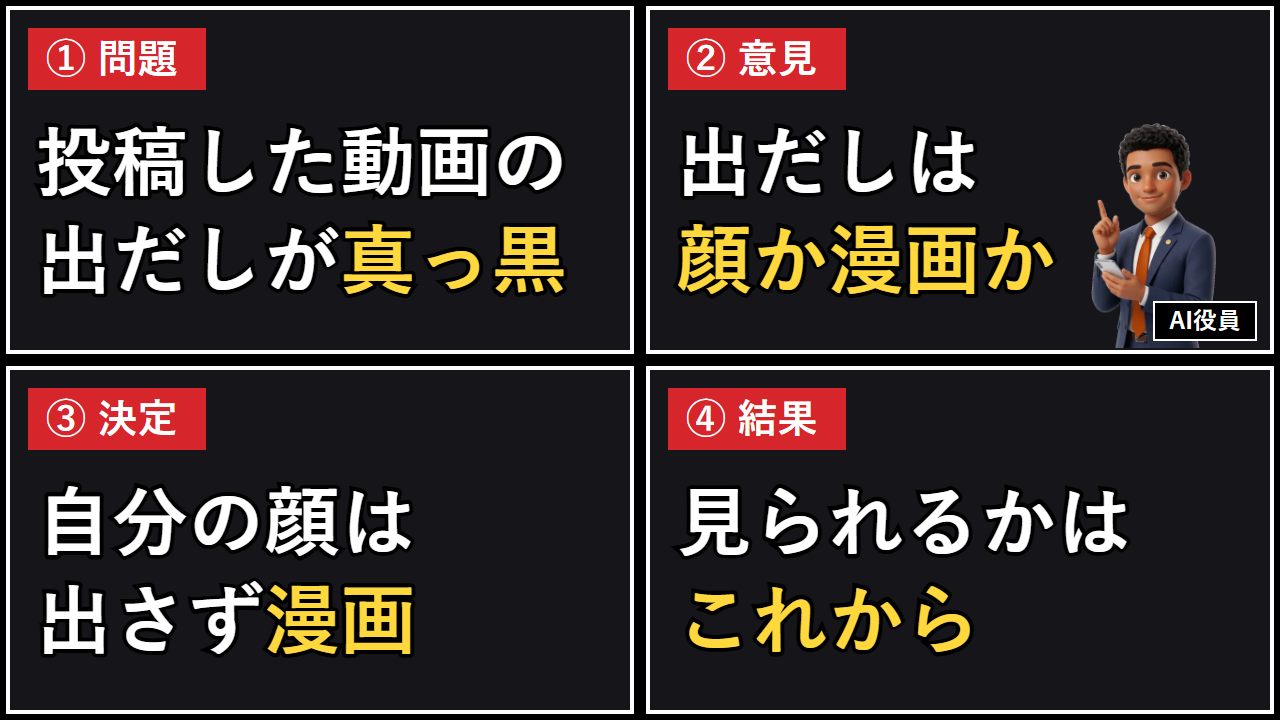 ① 問題
投稿した動画の
出だしが真っ黒
② 意見
出だしは
顔か漫画か
AI役員
③ 決定
自分の顔は
出さず漫画
④ 結果
見られるかは
これから